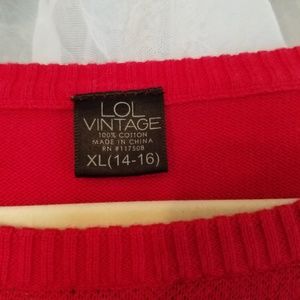 LOL
VINTAGE
100% COTTON
MADE IN CHINA
RN #117508
XL(14-16)